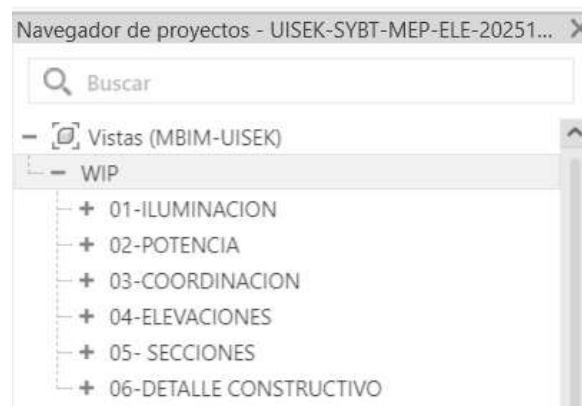 Navegador de proyectos - UISEK-SYBT-MEP-ELE-20251...
Buscar
Vistas (MBIM-UISEK)
WIP
01-ILUMINACION
02-POTENCIA
03-COORDINACION
04-ELEVACIONES
05- SECCIONES
06-DETALLE CONSTRUCTIVO